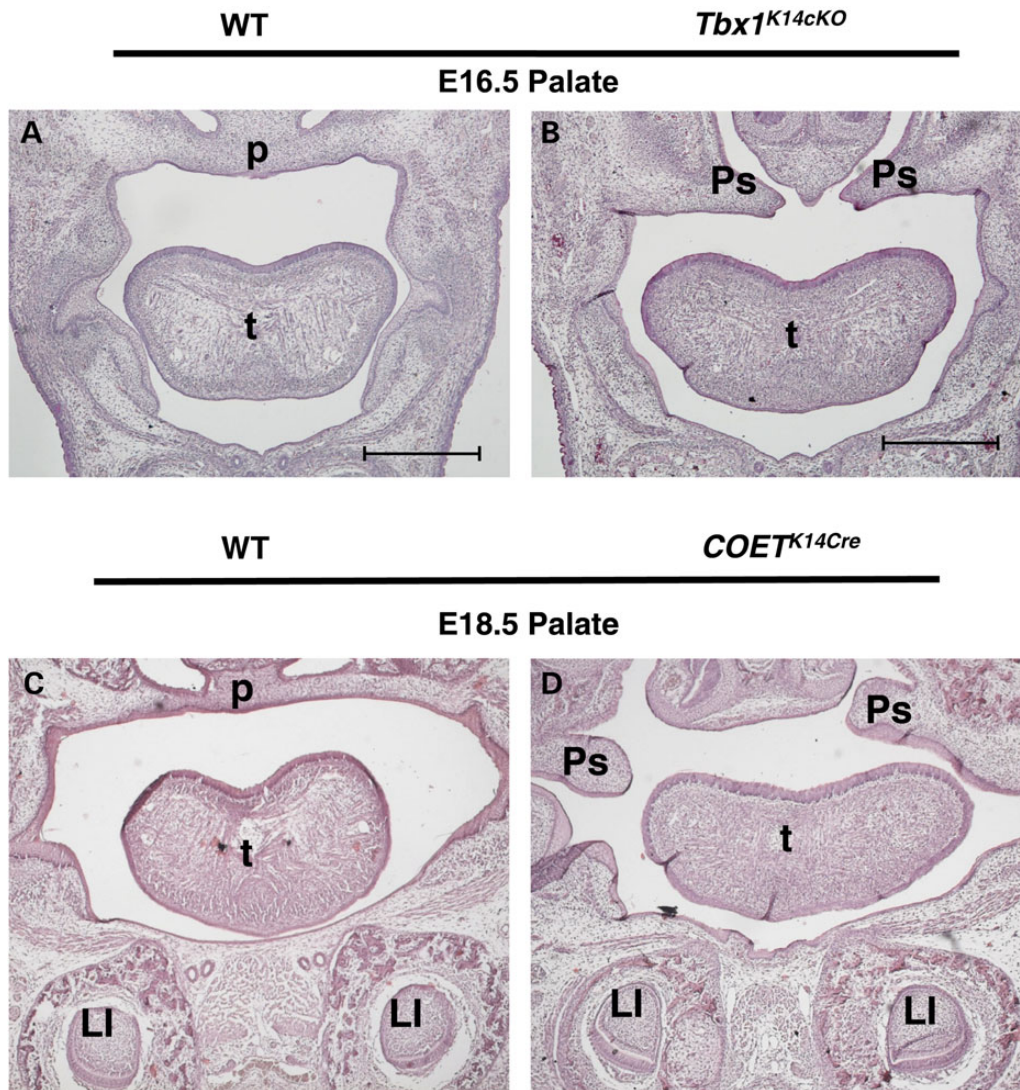 WT Tbx1K14cKO
E16.5 Palate
A B
p Ps Ps
t t
WT COETK14Cre
E18.5 Palate
C D
p Ps
Ps
t t
LI LI LI LI